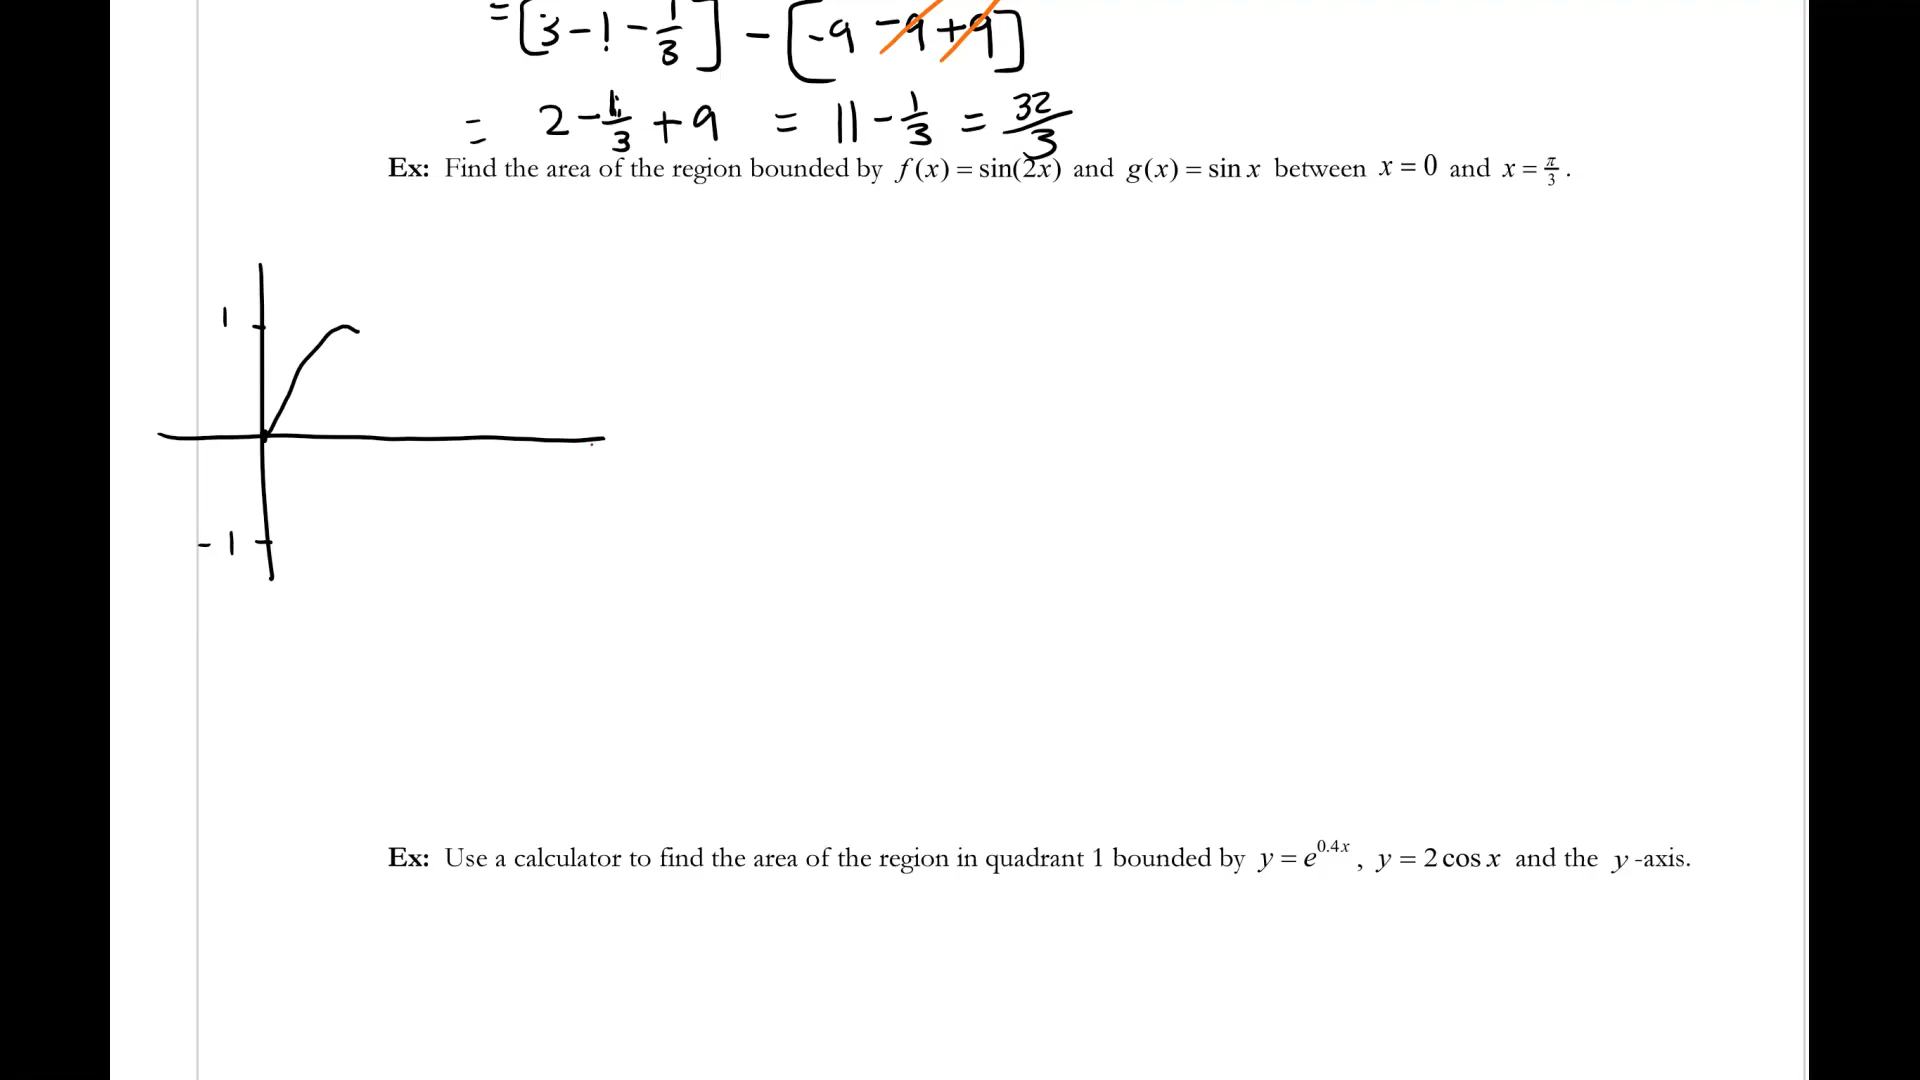 = [3 - 1 - 1/3] - [-9 - 9 + 9]
= 2 - 1/3 + 9 = 11 - 1/3 = 32/3
Ex: Find the area of the region bounded by f(x) = sin(2x) and g(x) = sin x between x = 0 and x = π/3.
1
-1
Ex: Use a calculator to find the area of the region in quadrant 1 bounded by y = e^0.4x, y = 2 cos x and the y-axis.